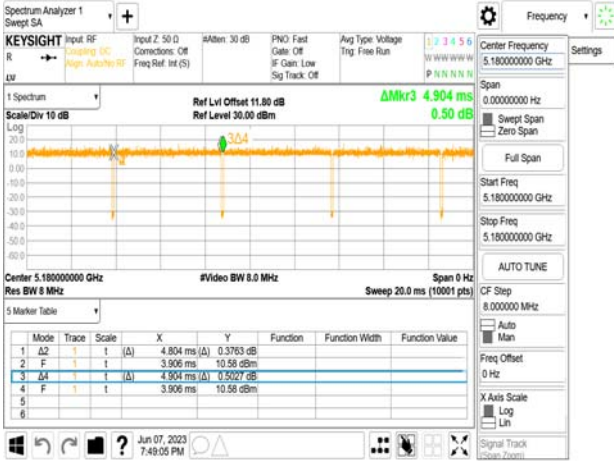 Spectrum Analyzer 1
Swept SA
+
Frequency
KEYSIGHT
R
Input: RF
Coupling: DC
Align: Auto/No RF
Input Z: 50 Ω
Corrections: Off
Freq Ref: Int (S)
#Atten: 30 dB
PNO: Fast
Gate: Off
IF Gain: Low
Sig Track: Off
Avg Type: Voltage
Trig: Free Run
1 2 3 4 5 6
W W W W W W
P N N N N N
1 Spectrum
Scale/Div 10 dB
Ref Lvl Offset 11.80 dB
Ref Level 30.00 dBm
ΔMkr3 4.904 ms
0.50 dB
Log
20.0
10.0
0.00
-10.0
-20.0
-30.0
-40.0
-50.0
-60.0
3Δ4
Center 5.180000000 GHz
Res BW 8 MHz
#Video BW 8.0 MHz
Span 0 Hz
Sweep 20.0 ms (10001 pts)
5 Marker Table
Mode Trace Scale X Y Function Function Width Function Value
1 Δ2 1 t (Δ) 4.804 ms (Δ) 0.3763 dB
2 F 1 t 3.906 ms 10.58 dBm
3 Δ4 1 t (Δ) 4.904 ms (Δ) 0.5027 dB
4 F 1 t 3.906 ms 10.58 dBm
5
6
?
Jun 07, 2023
7:49:05 PM
Center Frequency
5.180000000 GHz
Settings
Span
0.00000000 Hz
Swept Span
Zero Span
Full Span
Start Freq
5.180000000 GHz
Stop Freq
5.180000000 GHz
AUTO TUNE
CF Step
8.000000 MHz
Auto
Man
Freq Offset
0 Hz
X Axis Scale
Log
Lin
Signal Track
(Span Zoom)